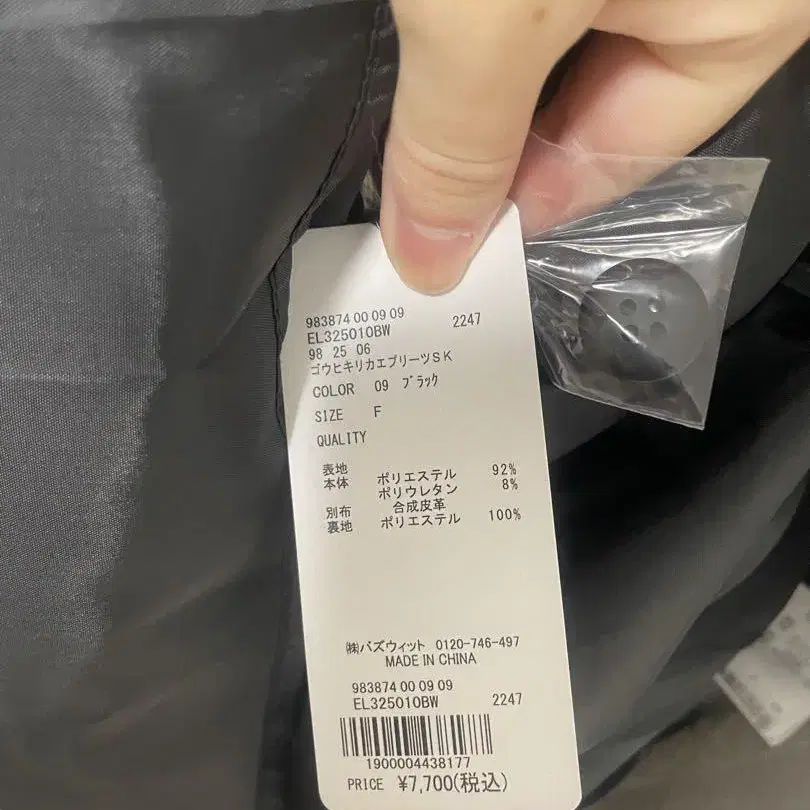 983874 00 09 09
EL325010BW 2247
98 25 06
ゴウヒキリカエプリーツSK
COLOR 09 ブラック
SIZE F
QUALITY
表地
本体 ポリエステル 92%
ポリウレタン 8%
別布 合成皮革
裏地 ポリエステル 100%
㈱バズウィット 0120-746-497
MADE IN CHINA
983874 00 09 09
EL325010BW 2247
1900004438177
PRICE ¥7,700(税込)